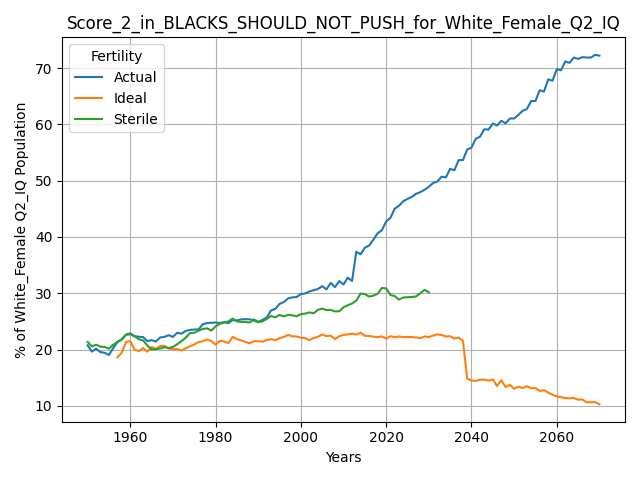 Score_2_in_BLACKS_SHOULD_NOT_PUSH_for_White_Female_Q2_IQ
Fertility
Actual
Ideal
Sterile
% of White_Female Q2_IQ Population
70
60
50
40
30
20
10
1960 1980 2000 2020 2040 2060
Years